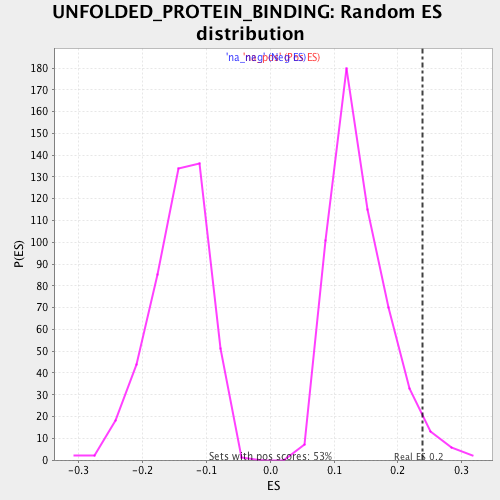 UNFOLDED_PROTEIN_BINDING: Random ES
distribution
180
170
160
150
140
130
120
110
100
90
80
70
60
50
40
30
20
10
0
P(ES)
Sets with pos scores: 53%
Real ES 0.2
-0.3 -0.2 -0.1 0.0 0.1 0.2 0.3
ES